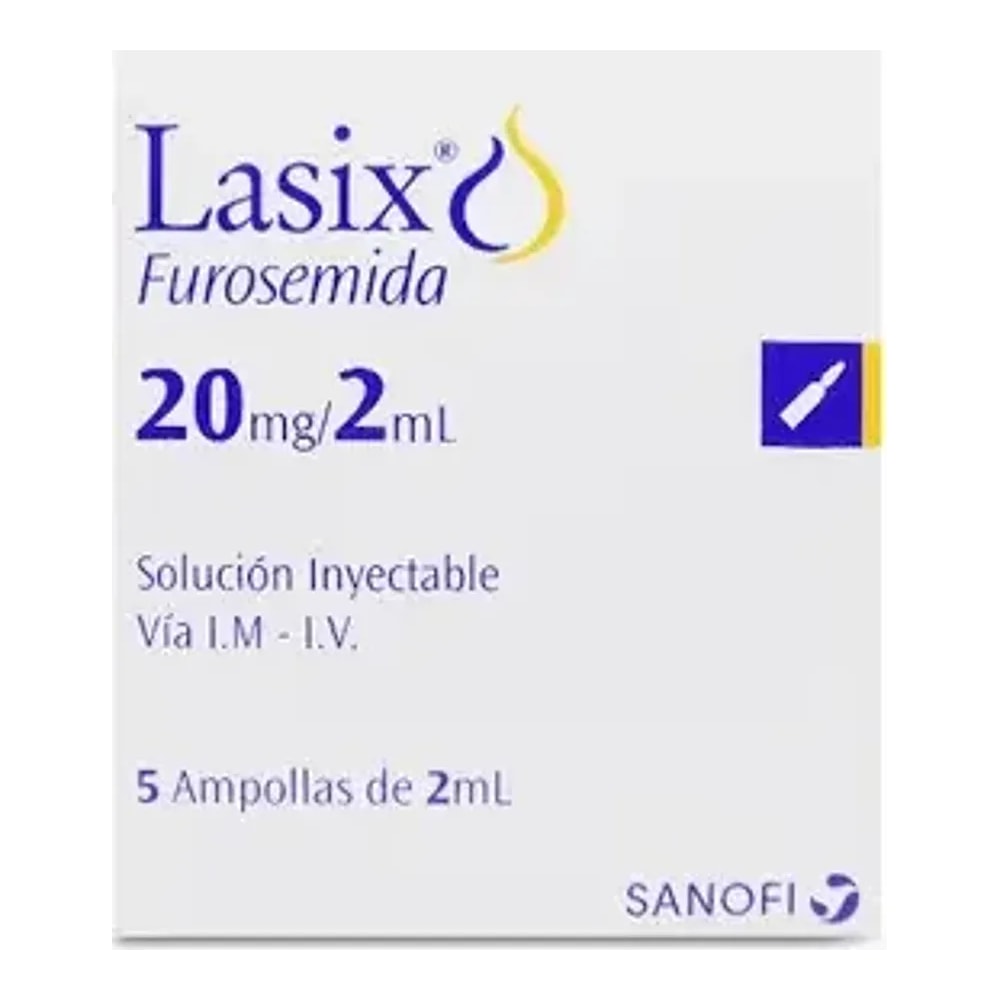 Lasix®
Furosemida
20mg/2mL
Solución Inyectable
Vía I.M - I.V.
5 Ampollas de 2mL
SANOFI